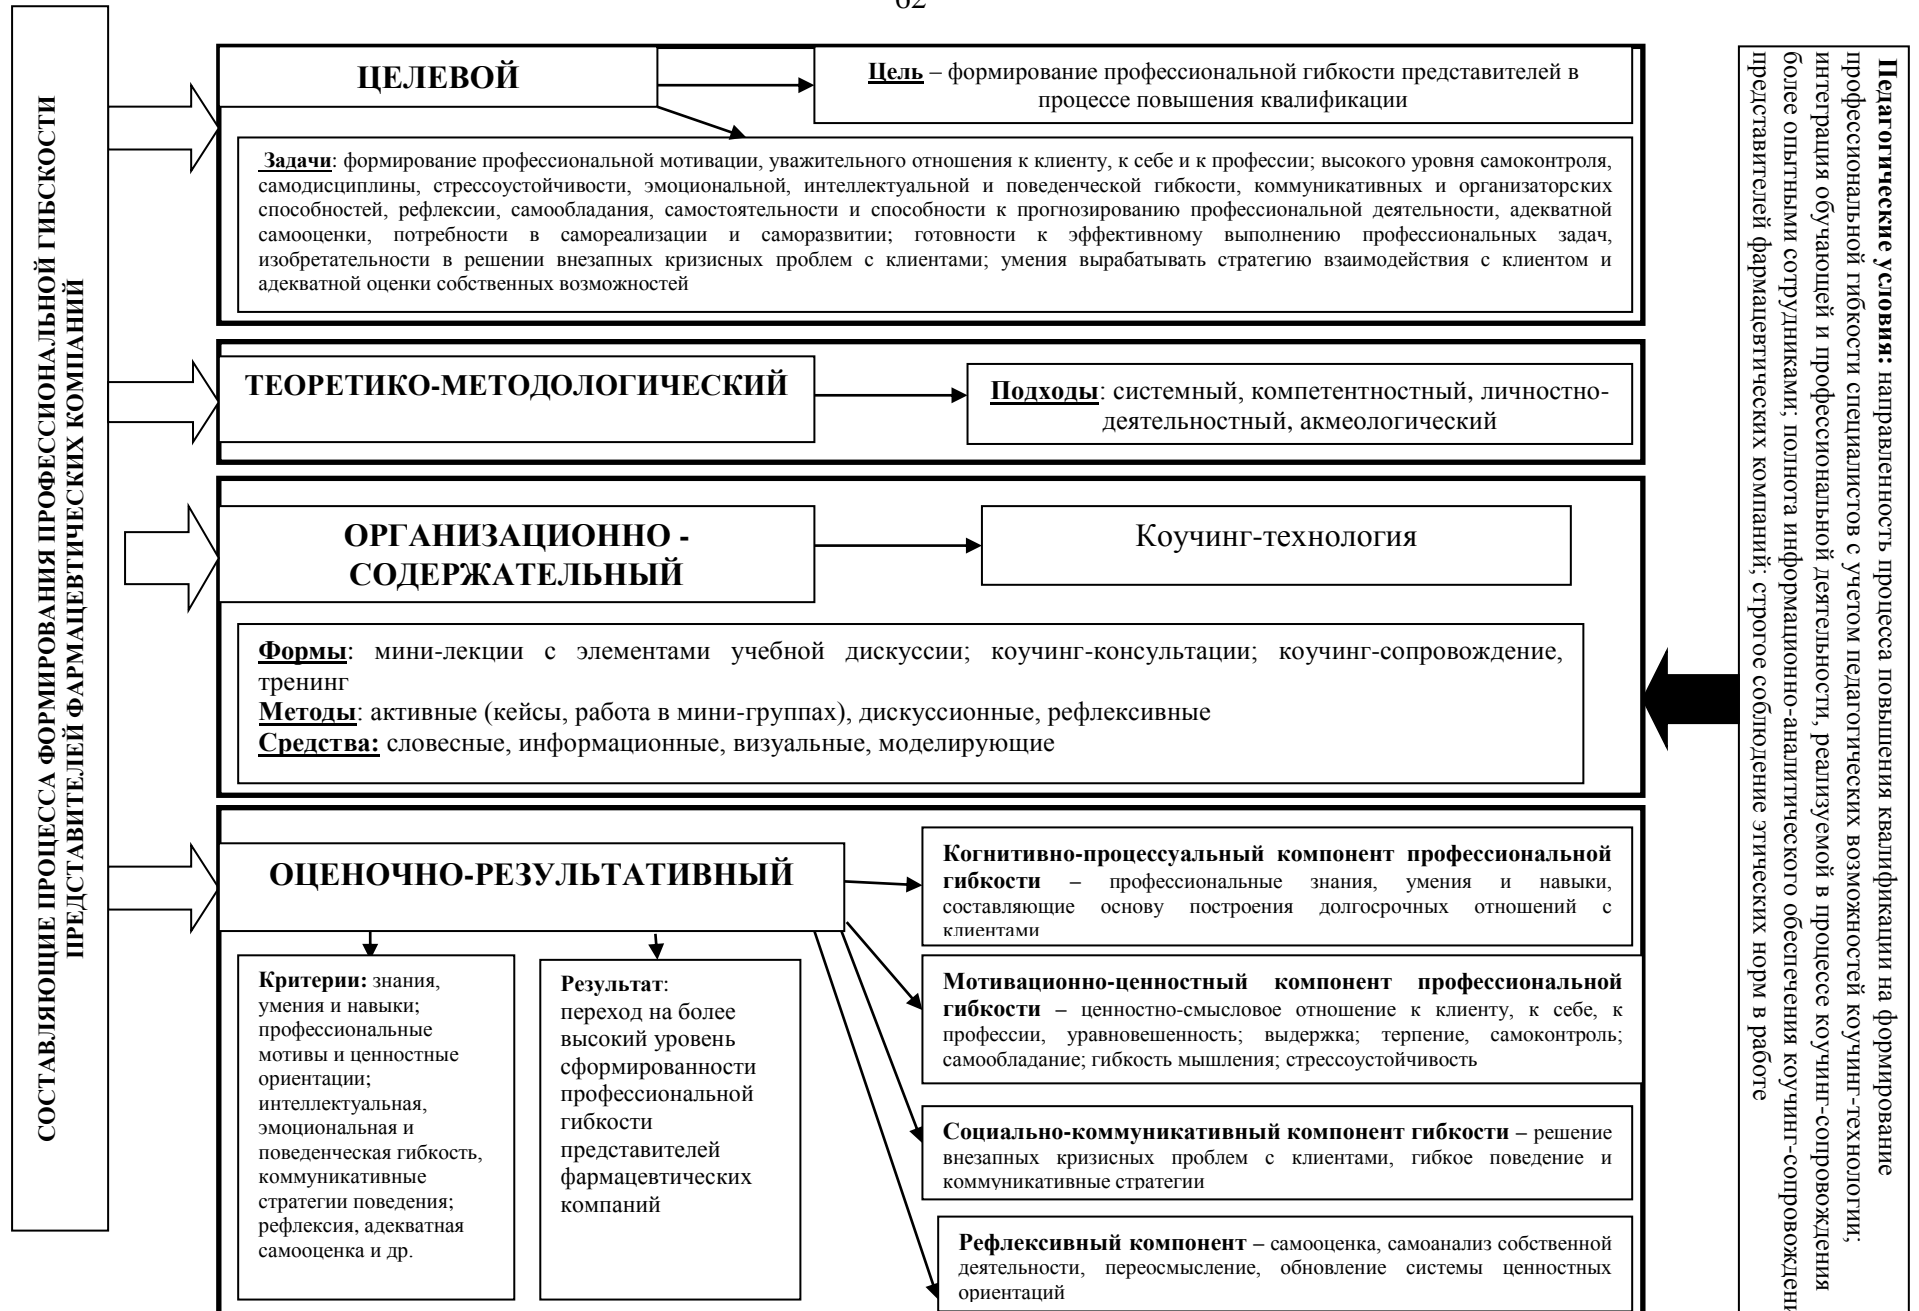 62
СОСТАВЛЯЮЩИЕ ПРОЦЕССА ФОРМИРОВАНИЯ ПРОФЕССИОНАЛЬНОЙ ГИБСКОСТИ
ПРЕДСТАВИТЕЛЕЙ ФАРМАЦЕВТИЧЕСКИХ КОМПАНИЙ
ЦЕЛЕВОЙ
Цель – формирование профессиональной гибкости представителей в
процессе повышения квалификации
Задачи: формирование профессиональной мотивации, уважительного отношения к клиенту, к себе и к профессии; высокого уровня самоконтроля,
самодисциплины, стрессоустойчивости, эмоциональной, интеллектуальной и поведенческой гибкости, коммуникативных и организаторских
способностей, рефлексии, самообладания, самостоятельности и способности к прогнозированию профессиональной деятельности, адекватной
самооценки, потребности в самореализации и саморазвитии; готовности к эффективному выполнению профессиональных задач,
изобретательности в решении внезапных кризисных проблем с клиентами; умения вырабатывать стратегию взаимодействия с клиентом и
адекватной оценки собственных возможностей
ТЕОРЕТИКО-МЕТОДОЛОГИЧЕСКИЙ
Подходы: системный, компетентностный, личностно-
деятельностный, акмеологический
ОРГАНИЗАЦИОННО -
СОДЕРЖАТЕЛЬНЫЙ
Коучинг-технология
Формы: мини-лекции с элементами учебной дискуссии; коучинг-консультации; коучинг-сопровождение,
тренинг
Методы: активные (кейсы, работа в мини-группах), дискуссионные, рефлексивные
Средства: словесные, информационные, визуальные, моделирующие
ОЦЕНОЧНО-РЕЗУЛЬТАТИВНЫЙ
Критерии: знания,
умения и навыки;
профессиональные
мотивы и ценностные
ориентации;
интеллектуальная,
эмоциональная и
поведенческая гибкость,
коммуникативные
стратегии поведения;
рефлексия, адекватная
самооценка и др.
Результат:
переход на более
высокий уровень
сформированности
профессиональной
гибкости
представителей
фармацевтических
компаний
Когнитивно-процессуальный компонент профессиональной
гибкости – профессиональные знания, умения и навыки,
составляющие основу построения долгосрочных отношений с
клиентами
Мотивационно-ценностный компонент профессиональной
гибкости – ценностно-смысловое отношение к клиенту, к себе, к
профессии, уравновешенность; выдержка; терпение, самоконтроль;
самообладание; гибкость мышления; стрессоустойчивость
Социально-коммуникативный компонент гибкости – решение
внезапных кризисных проблем с клиентами, гибкое поведение и
коммуникативные стратегии
Рефлексивный компонент – самооценка, самоанализ собственной
деятельности, переосмысление, обновление системы ценностных
ориентаций
Педагогические условия: направленность процесса повышения квалификации на формирование
профессиональной гибкости специалистов с учетом педагогических возможностей коучинг-технологии;
интеграция обучающей и профессиональной деятельности, реализуемой в процессе коучинг-сопровождения
более опытными сотрудниками; полнота информационно-аналитического обеспечения коучинг-сопровождени
представителей фармацевтических компаний; строгое соблюдение этических норм в работе